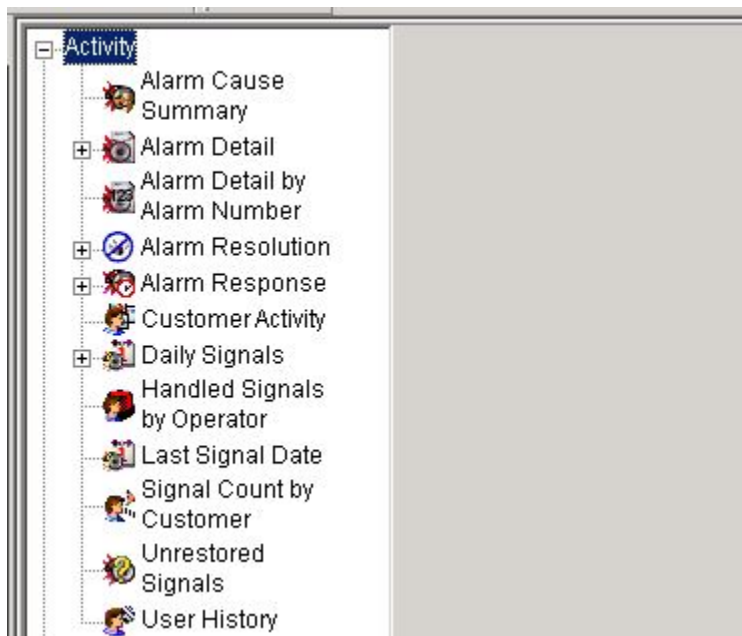 Activity
Alarm Cause
Summary
Alarm Detail
Alarm Detail by
Alarm Number
Alarm Resolution
Alarm Response
Customer Activity
Daily Signals
Handled Signals
by Operator
Last Signal Date
Signal Count by
Customer
Unrestored
Signals
User History